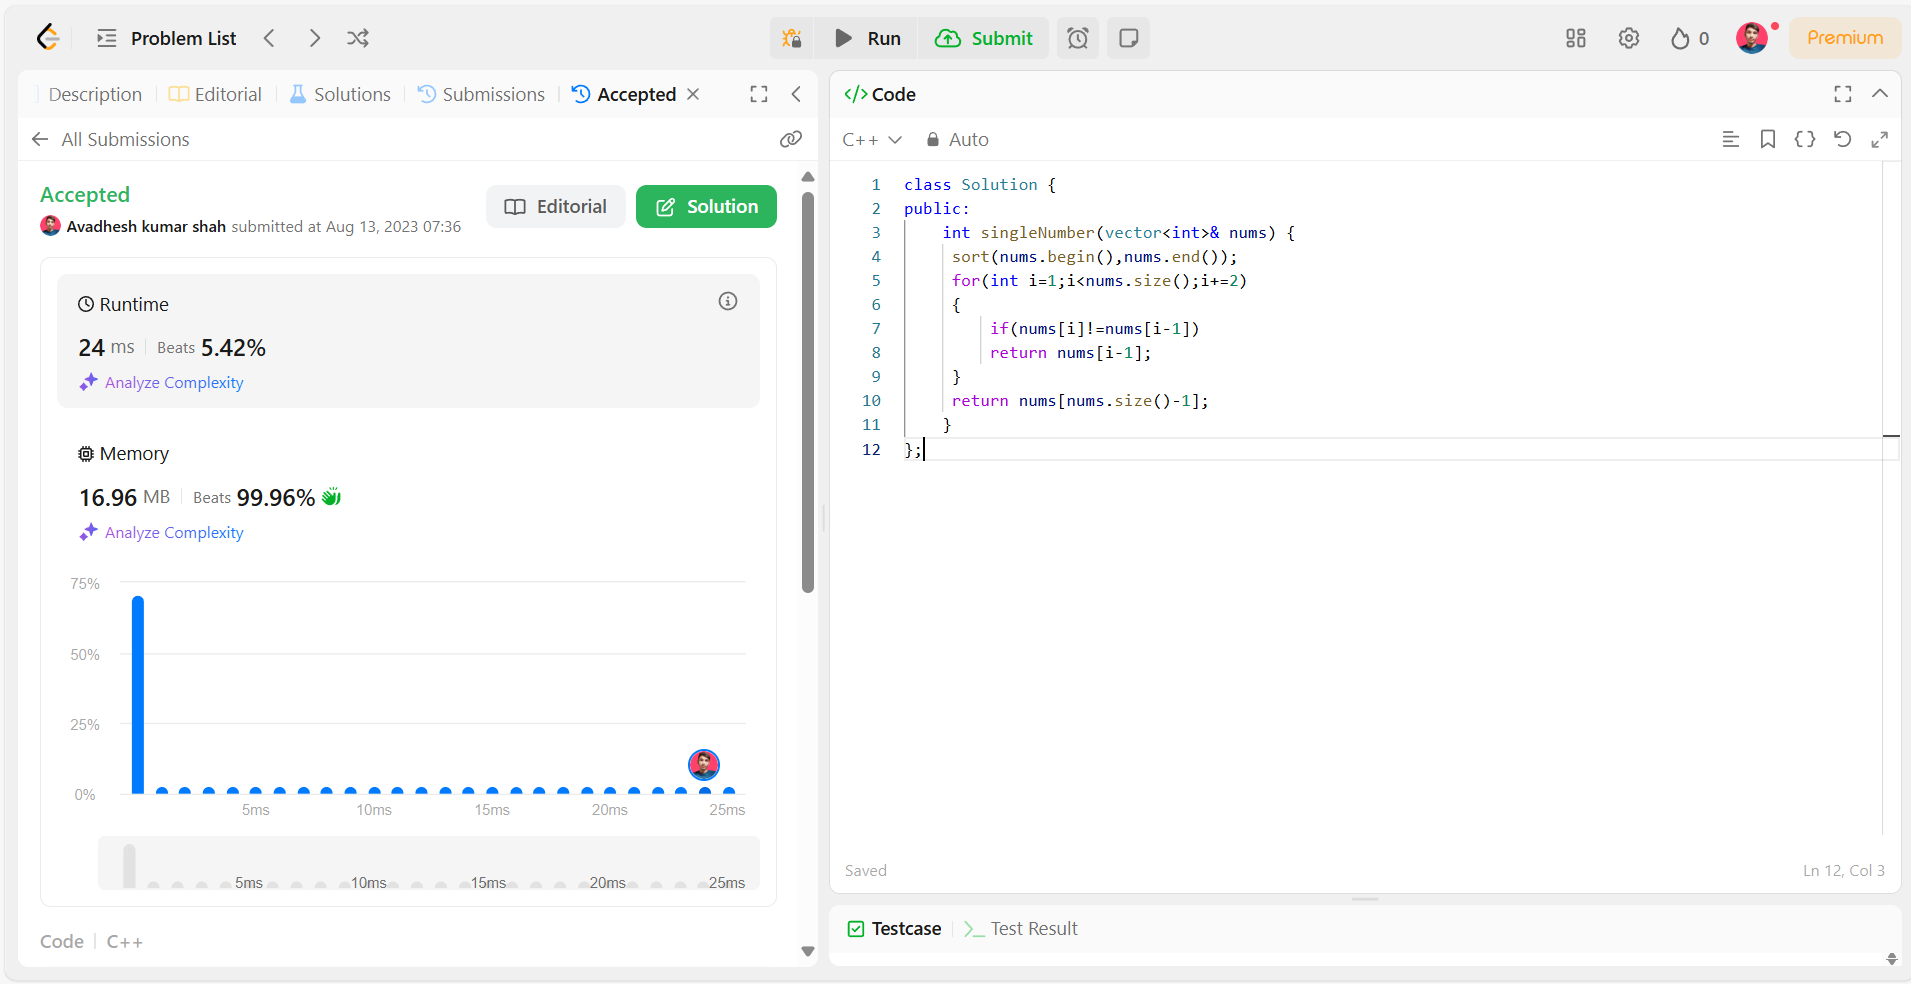 Problem List
Run
Submit
0
Premium
Description
Editorial
Solutions
Submissions
Accepted
All Submissions
Accepted
Avadhesh kumar shah submitted at Aug 13, 2023 07:36
Editorial
Solution
Runtime
24 ms
Beats 5.42%
Analyze Complexity
Memory
16.96 MB
Beats 99.96%
Analyze Complexity
75%
50%
25%
0%
5ms 10ms 15ms 20ms 25ms
5ms 10ms 15ms 20ms 25ms
Code
C++
</> Code
C++
Auto
1 class Solution {
2 public:
3     int singleNumber(vector<int>& nums) {
4      sort(nums.begin(),nums.end());
5      for(int i=1;i<nums.size();i+=2)
6      {
7          if(nums[i]!=nums[i-1])
8          return nums[i-1];
9      }
10      return nums[nums.size()-1];
11     }
12 };
Saved
Ln 12, Col 3
Testcase
Test Result